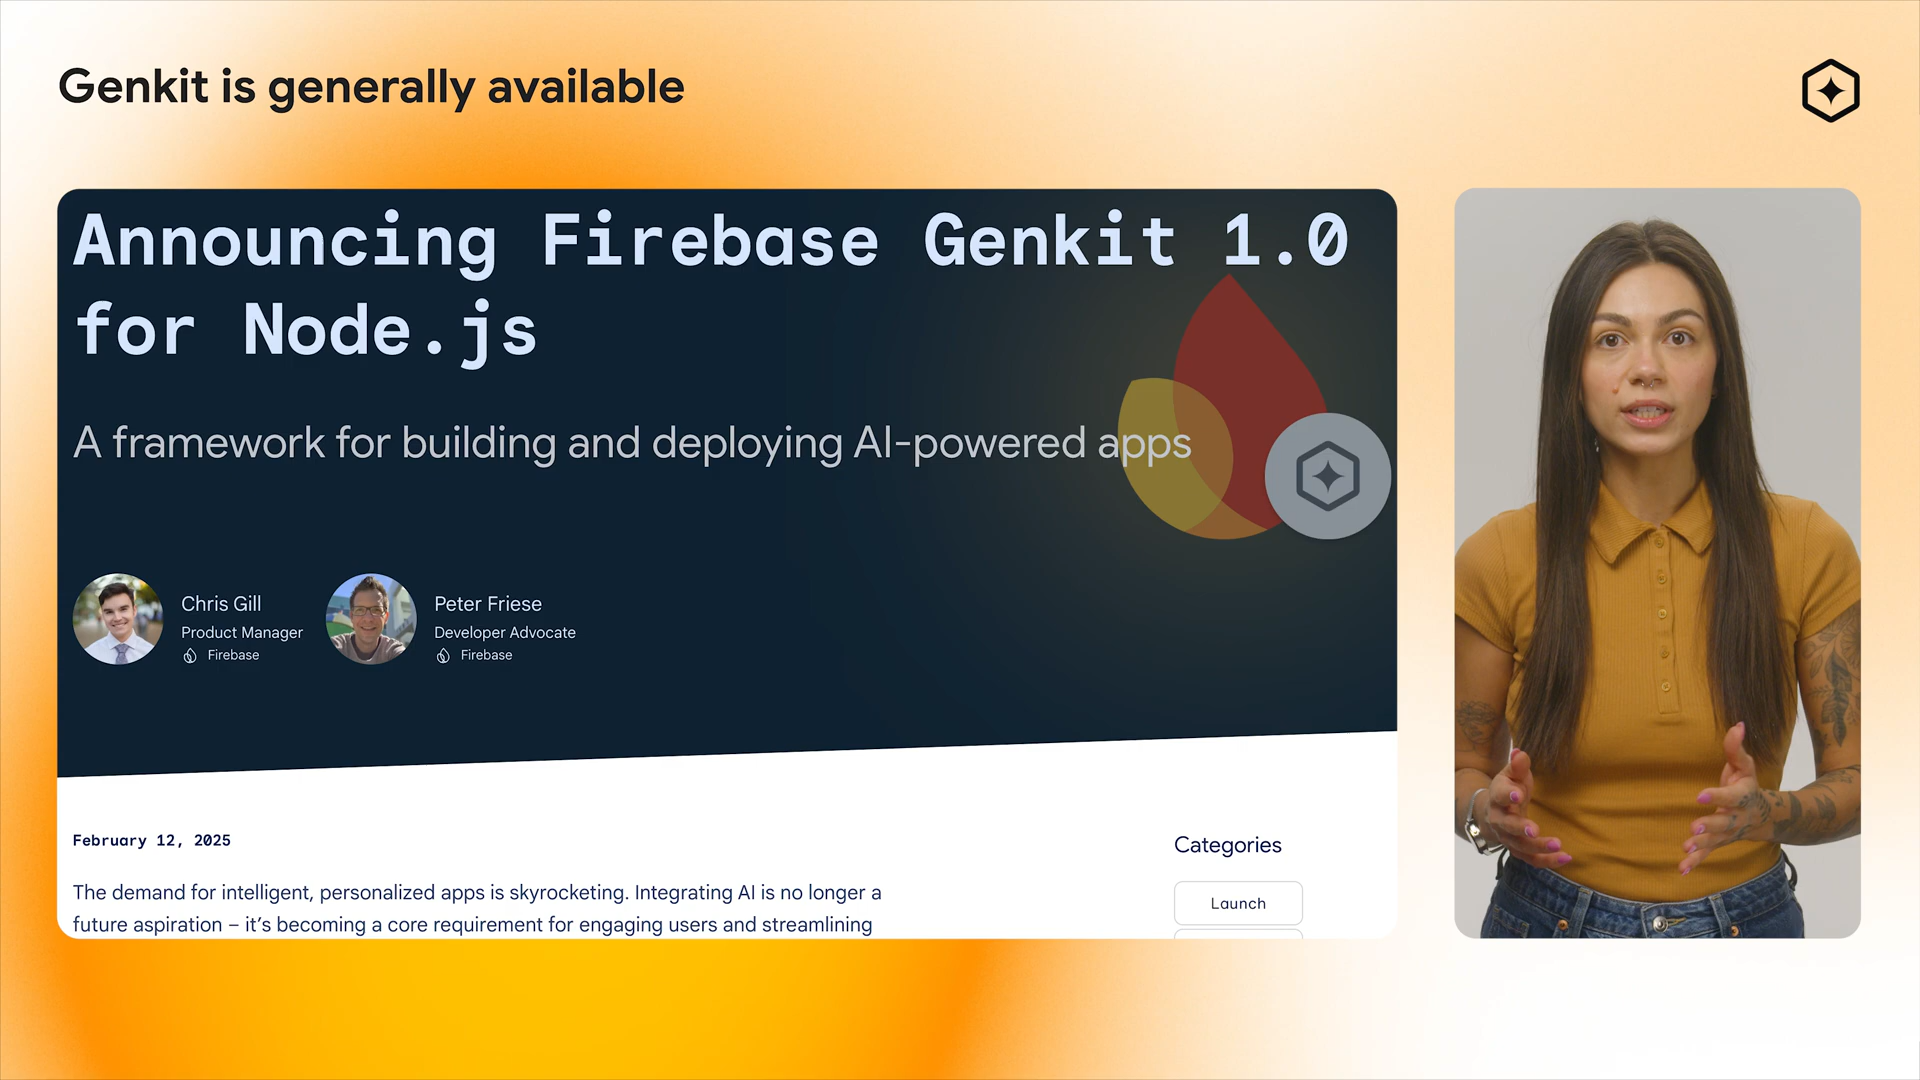 Genkit is generally available
Announcing Firebase Genkit 1.0
for Node.js
A framework for building and deploying AI-powered apps
Chris Gill
Product Manager
Firebase
Peter Friese
Developer Advocate
Firebase
February 12, 2025
The demand for intelligent, personalized apps is skyrocketing. Integrating AI is no longer a
future aspiration – it's becoming a core requirement for engaging users and streamlining
Categories
Launch